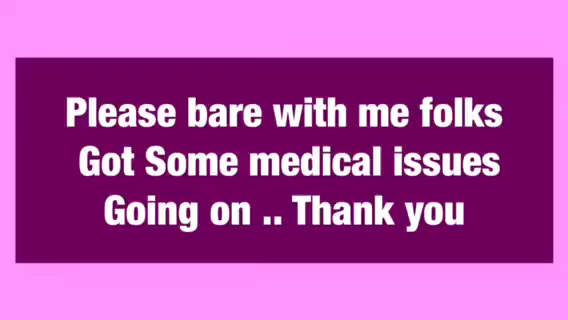 Please bare with me folks
Got Some medical issues
Going on .. Thank you